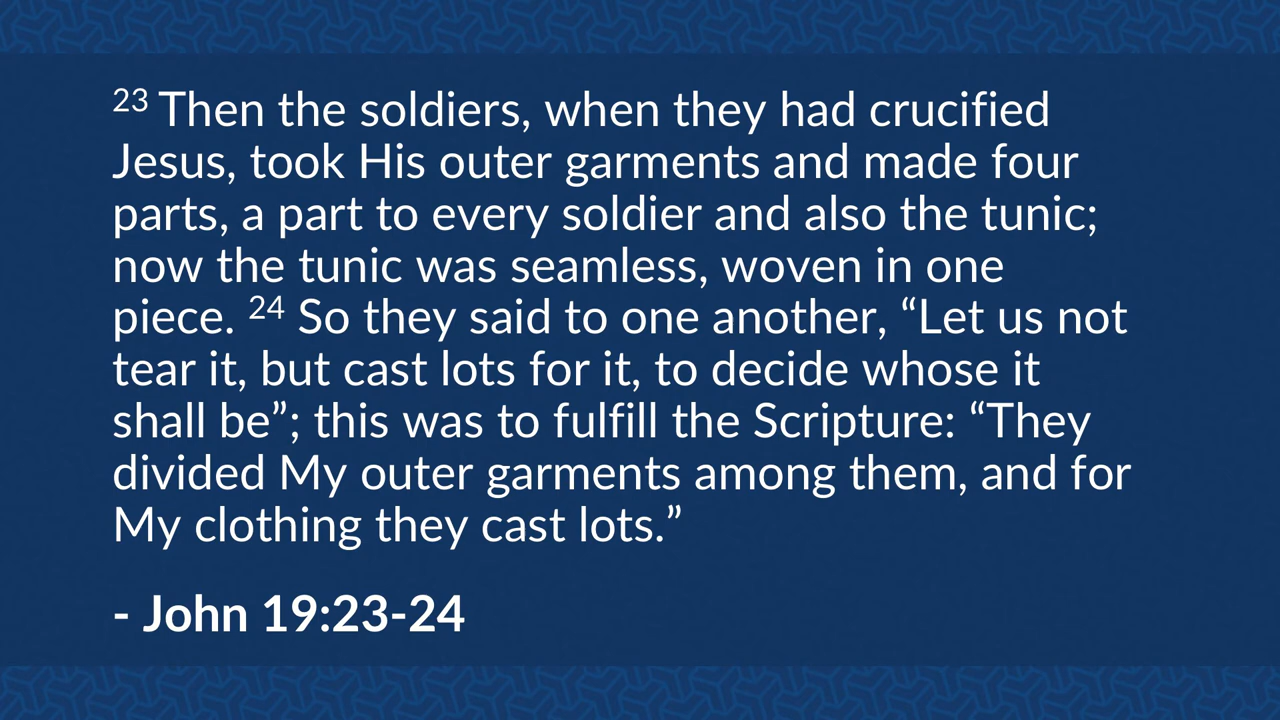 23 Then the soldiers, when they had crucified
Jesus, took His outer garments and made four
parts, a part to every soldier and also the tunic;
now the tunic was seamless, woven in one
piece. 24 So they said to one another, “Let us not
tear it, but cast lots for it, to decide whose it
shall be”; this was to fulfill the Scripture: “They
divided My outer garments among them, and for
My clothing they cast lots.”
- John 19:23-24